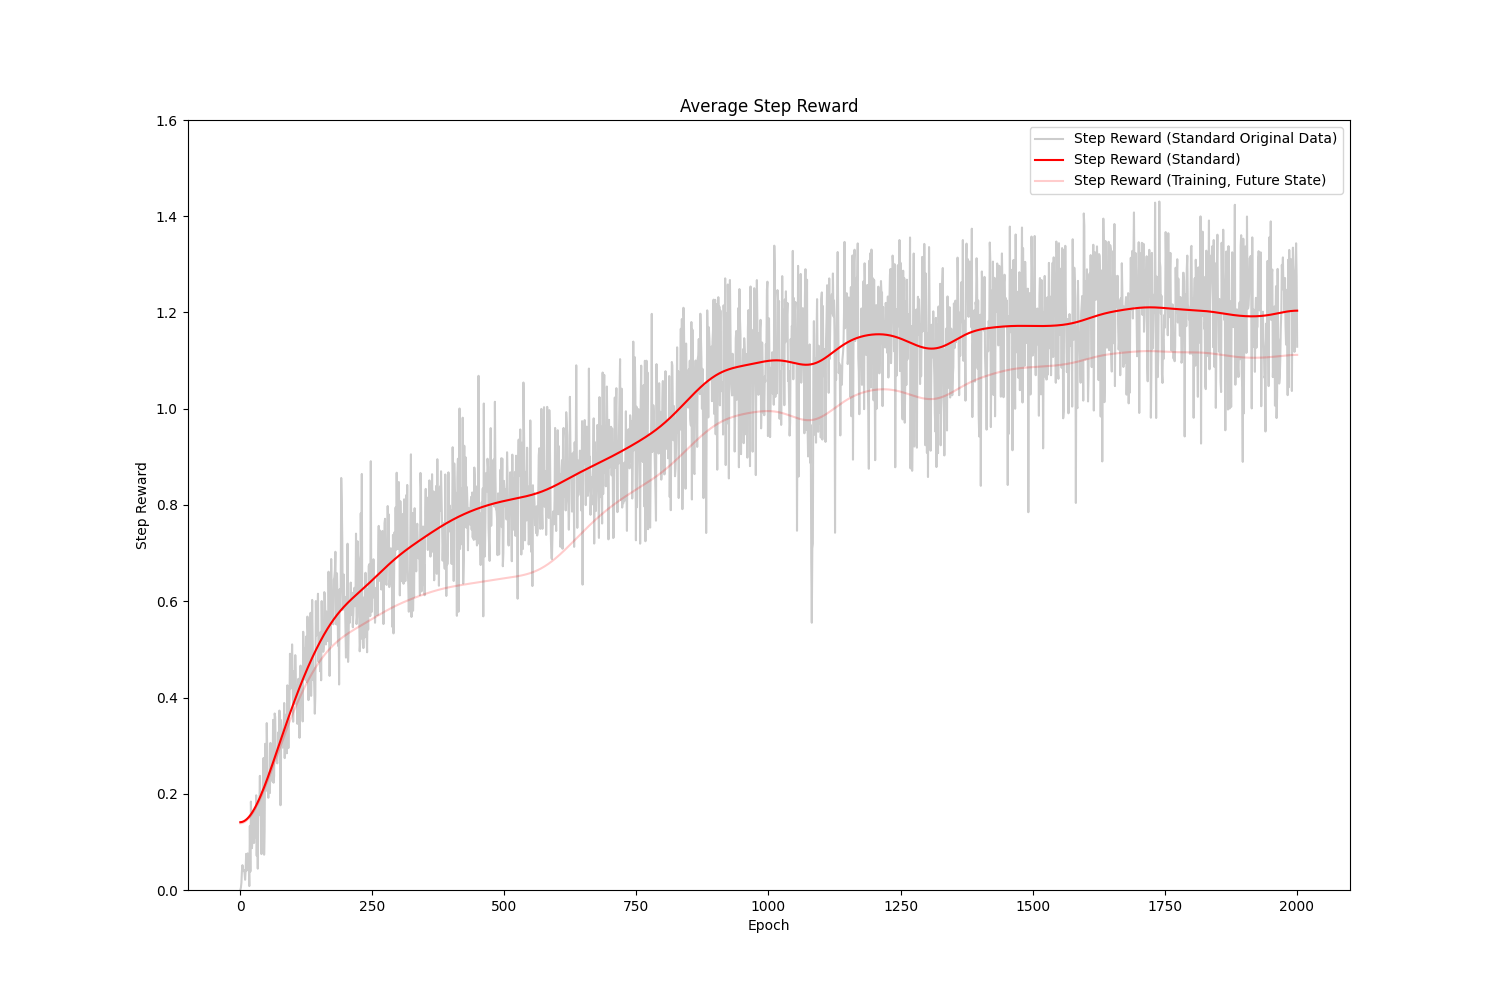 Average Step Reward
1.6
1.4
1.2
1.0
0.8
0.6
0.4
0.2
0.0
Step Reward
Step Reward (Standard Original Data)
Step Reward (Standard)
Step Reward (Training, Future State)
0 250 500 750 1000 1250 1500 1750 2000
Epoch